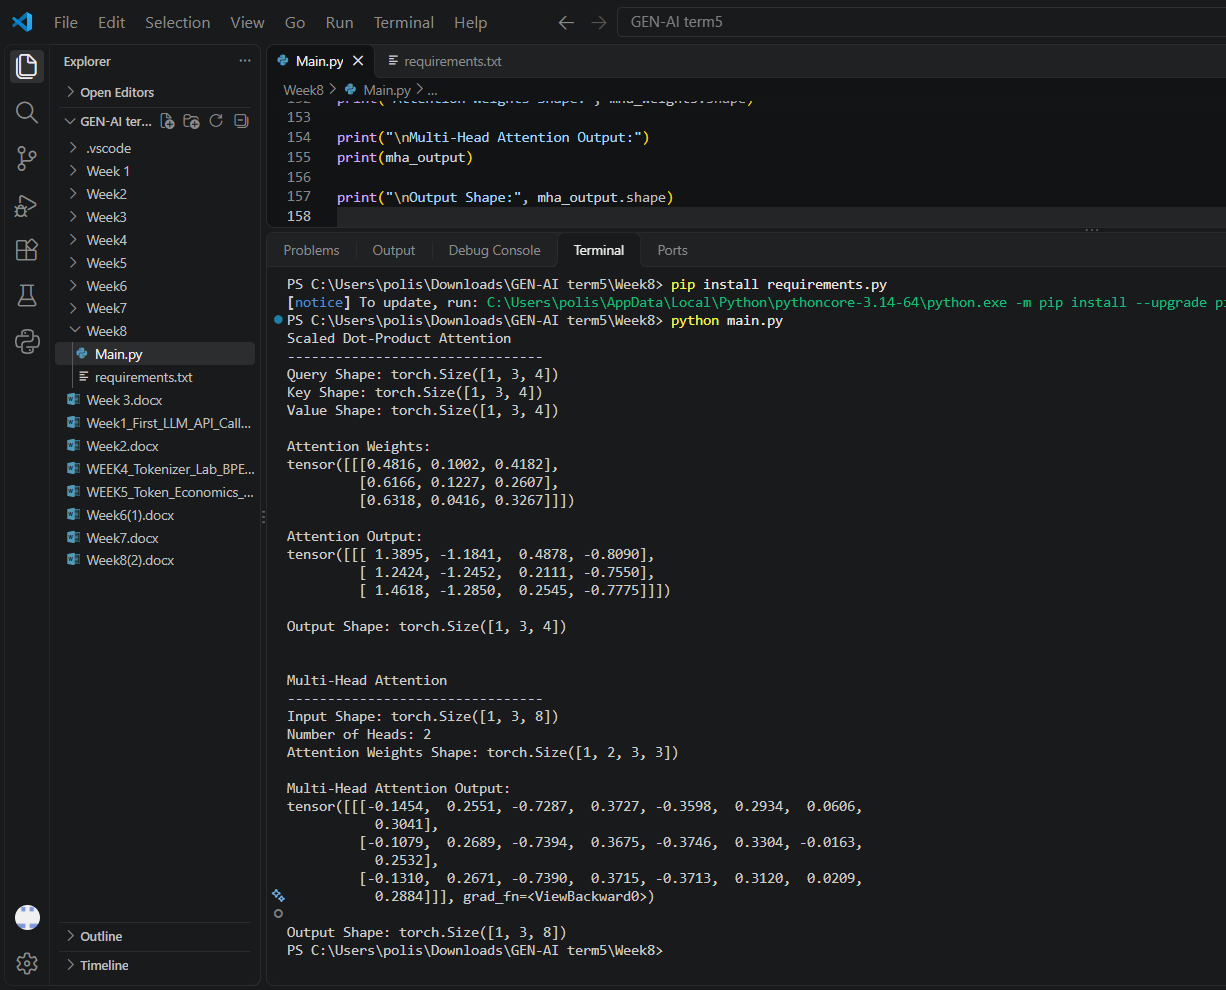 File Edit Selection View Go Run Terminal Help
GEN-AI term5
Explorer
Open Editors
GEN-AI ter...
.vscode
Week 1
Week2
Week3
Week4
Week5
Week6
Week7
Week8
Main.py
requirements.txt
Week 3.docx
Week1_First_LLM_API_Call...
Week2.docx
WEEK4_Tokenizer_Lab_BPE...
WEEK5_Token_Economics_...
Week6(1).docx
Week7.docx
Week8(2).docx
Outline
Timeline
Main.py
requirements.txt
Week8 > Main.py > ...
152 print("Attention Weights Shape:", mha_weights.shape)
153
154 print("\nMulti-Head Attention Output:")
155 print(mha_output)
156
157 print("\nOutput Shape:", mha_output.shape)
158
Problems Output Debug Console Terminal Ports
PS C:\Users\polis\Downloads\GEN-AI term5\Week8> pip install requirements.py
[notice] To update, run: C:\Users\polis\AppData\Local\Python\pythoncore-3.14-64\python.exe -m pip install --upgrade pi
PS C:\Users\polis\Downloads\GEN-AI term5\Week8> python main.py
Scaled Dot-Product Attention
--------------------------------
Query Shape: torch.Size([1, 3, 4])
Key Shape: torch.Size([1, 3, 4])
Value Shape: torch.Size([1, 3, 4])
Attention Weights:
tensor([[[0.4816, 0.1002, 0.4182],
[0.6166, 0.1227, 0.2607],
[0.6318, 0.0416, 0.3267]]])
Attention Output:
tensor([[[ 1.3895, -1.1841, 0.4878, -0.8090],
[ 1.2424, -1.2452, 0.2111, -0.7550],
[ 1.4618, -1.2850, 0.2545, -0.7775]]])
Output Shape: torch.Size([1, 3, 4])
Multi-Head Attention
--------------------------------
Input Shape: torch.Size([1, 3, 8])
Number of Heads: 2
Attention Weights Shape: torch.Size([1, 2, 3, 3])
Multi-Head Attention Output:
tensor([[[-0.1454, 0.2551, -0.7287, 0.3727, -0.3598, 0.2934, 0.0606,
0.3041],
[-0.1079, 0.2689, -0.7394, 0.3675, -0.3746, 0.3304, -0.0163,
0.2532],
[-0.1310, 0.2671, -0.7390, 0.3715, -0.3713, 0.3120, 0.0209,
0.2884]]], grad_fn=<ViewBackward0>)
Output Shape: torch.Size([1, 3, 8])
PS C:\Users\polis\Downloads\GEN-AI term5\Week8>